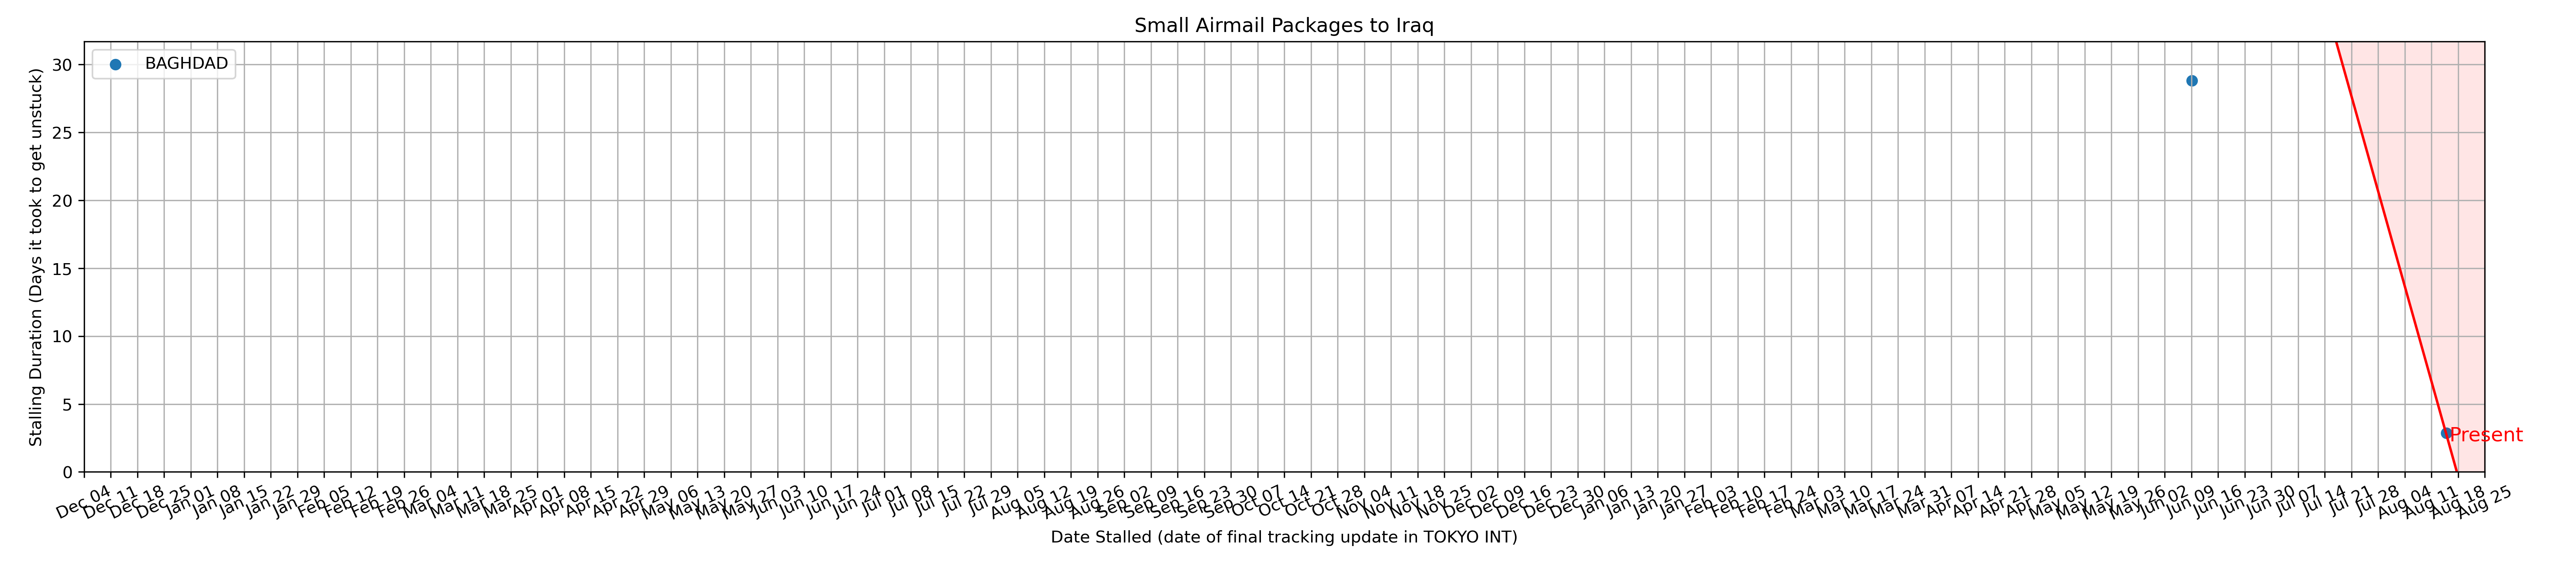 Small Airmail Packages to Iraq
BAGHDAD
Stalling Duration (Days it took to get unstuck)
30
25
20
15
10
5
0
Present
Dec 04
Dec 11
Dec 18
Dec 25
Jan 01
Jan 08
Jan 15
Jan 22
Jan 29
Feb 05
Feb 12
Feb 19
Feb 26
Mar 04
Mar 11
Mar 18
Mar 25
Apr 01
Apr 08
Apr 15
Apr 22
Apr 29
May 06
May 13
May 20
May 27
Jun 03
Jun 10
Jun 17
Jun 24
Jul 01
Jul 08
Jul 15
Jul 22
Jul 29
Aug 05
Aug 12
Aug 19
Aug 26
Sep 02
Sep 09
Sep 16
Sep 23
Sep 30
Oct 07
Oct 14
Oct 21
Oct 28
Nov 04
Nov 11
Nov 18
Nov 25
Dec 02
Dec 09
Dec 16
Dec 23
Dec 30
Jan 06
Jan 13
Jan 20
Jan 27
Feb 03
Feb 10
Feb 17
Feb 24
Mar 03
Mar 10
Mar 17
Mar 24
Mar 31
Apr 07
Apr 14
Apr 21
Apr 28
May 05
May 12
May 19
May 26
Jun 02
Jun 09
Jun 16
Jun 23
Jun 30
Jul 07
Jul 14
Jul 21
Jul 28
Aug 04
Aug 11
Aug 18
Aug 25
Date Stalled (date of final tracking update in TOKYO INT)